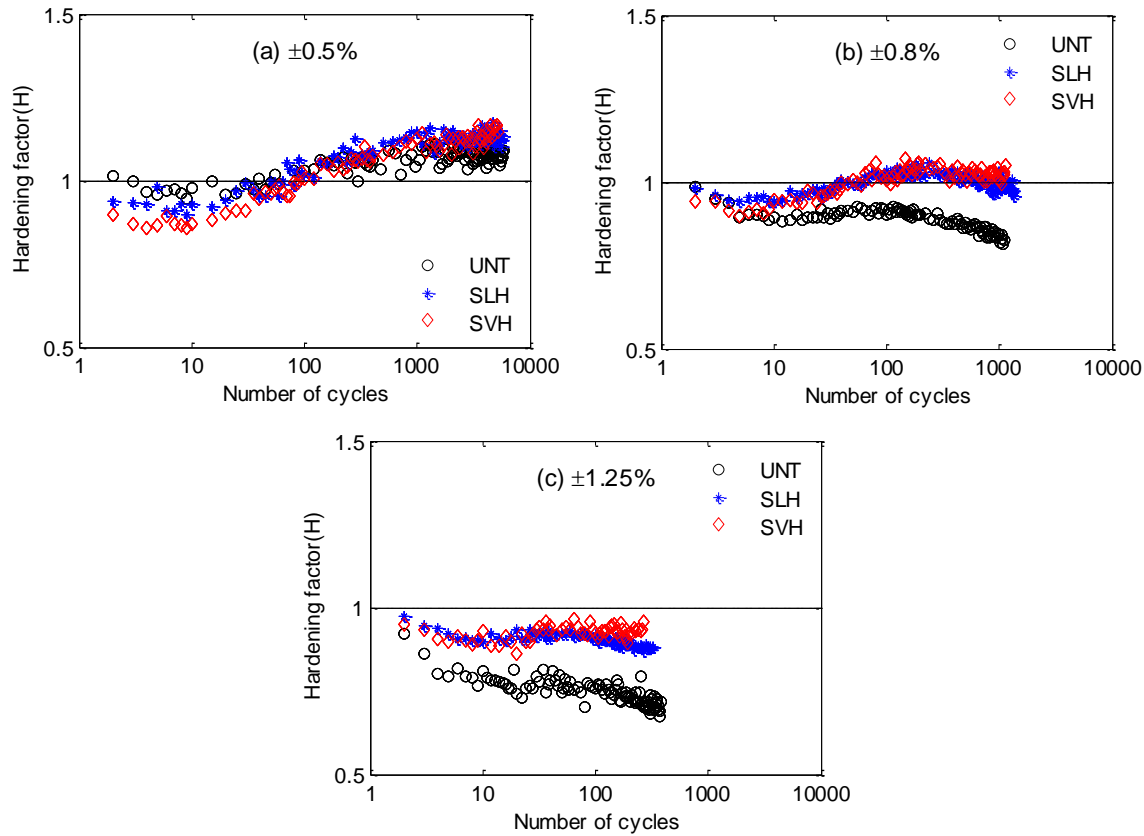 1.5
(a) ±0.5%
Hardening factor(H)
1
UNT
SLH
SVH
0.5
1 10 100 1000 10000
Number of cycles
1.5
(b) ±0.8%
UNT
SLH
SVH
Hardening factor(H)
1
0.5
1 10 100 1000 10000
Number of cycles
1.5
(c) ±1.25%
UNT
SLH
SVH
Hardening factor(H)
1
0.5
1 10 100 1000 10000
Number of cycles